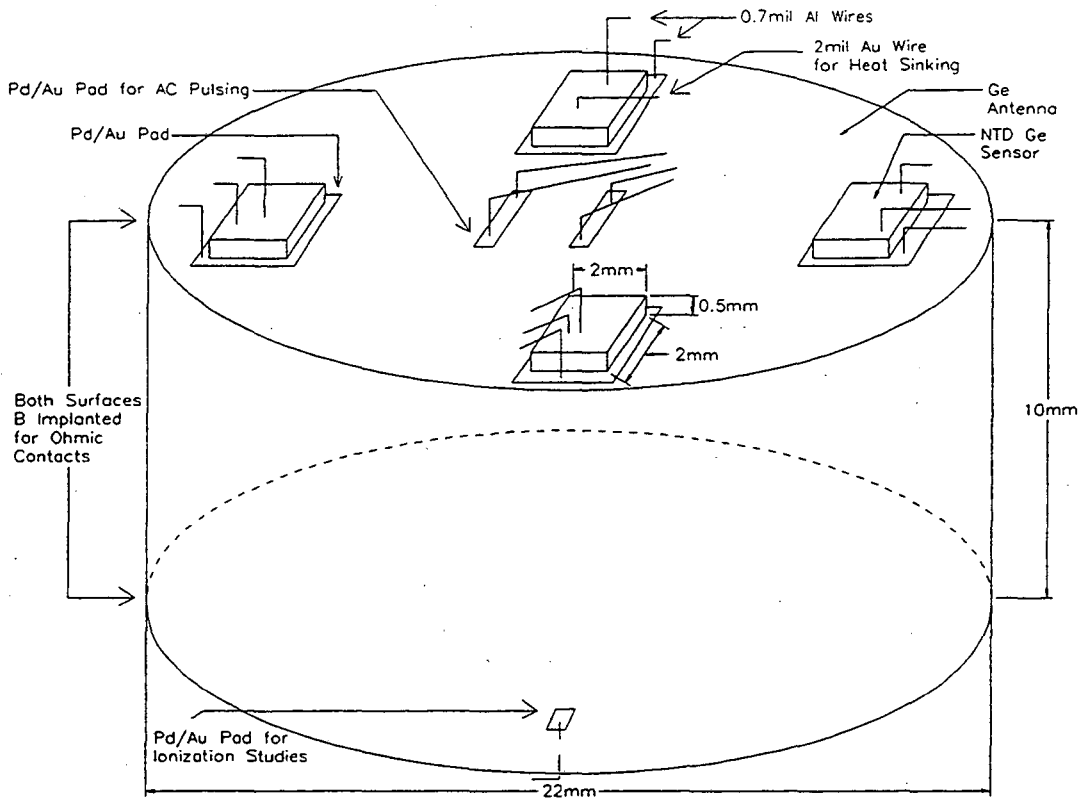 0.7mil Al Wires
2mil Au Wire
for Heat Sinking
Pd/Au Pad for AC Pulsing
Ge
Antenna
Pd/Au Pad
NTD Ge
Sensor
2mm
0.5mm
2mm
Both Surfaces
B Implanted
for Ohmic
Contacts
10mm
Pd/Au Pad for
Ionization Studies
22mm